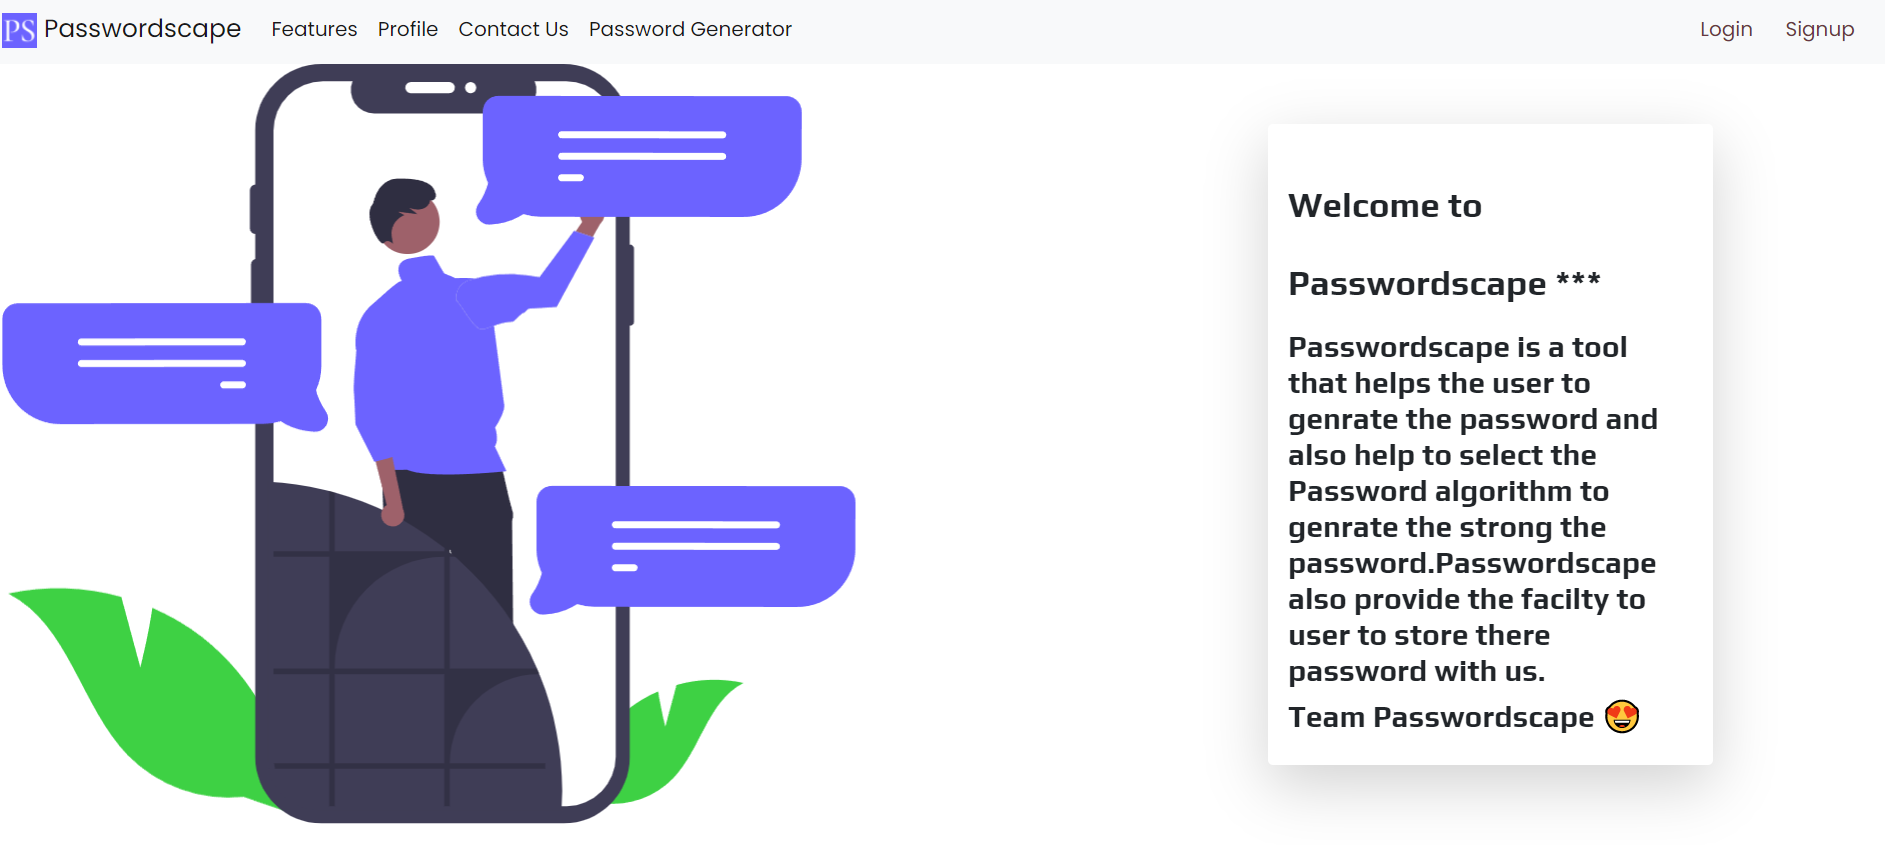 PS Passwordscape Features Profile Contact Us Password Generator Login Signup
Welcome to
Passwordscape ***
Passwordscape is a tool
that helps the user to
genrate the password and
also help to select the
Password algorithm to
genrate the strong the
password.Passwordscape
also provide the facilty to
user to store there
password with us.
Team Passwordscape 😍